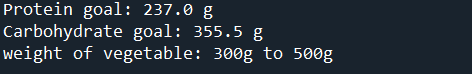 Protein goal: 237.0 g
Carbohydrate goal: 355.5 g
weight of vegetable: 300g to 500g